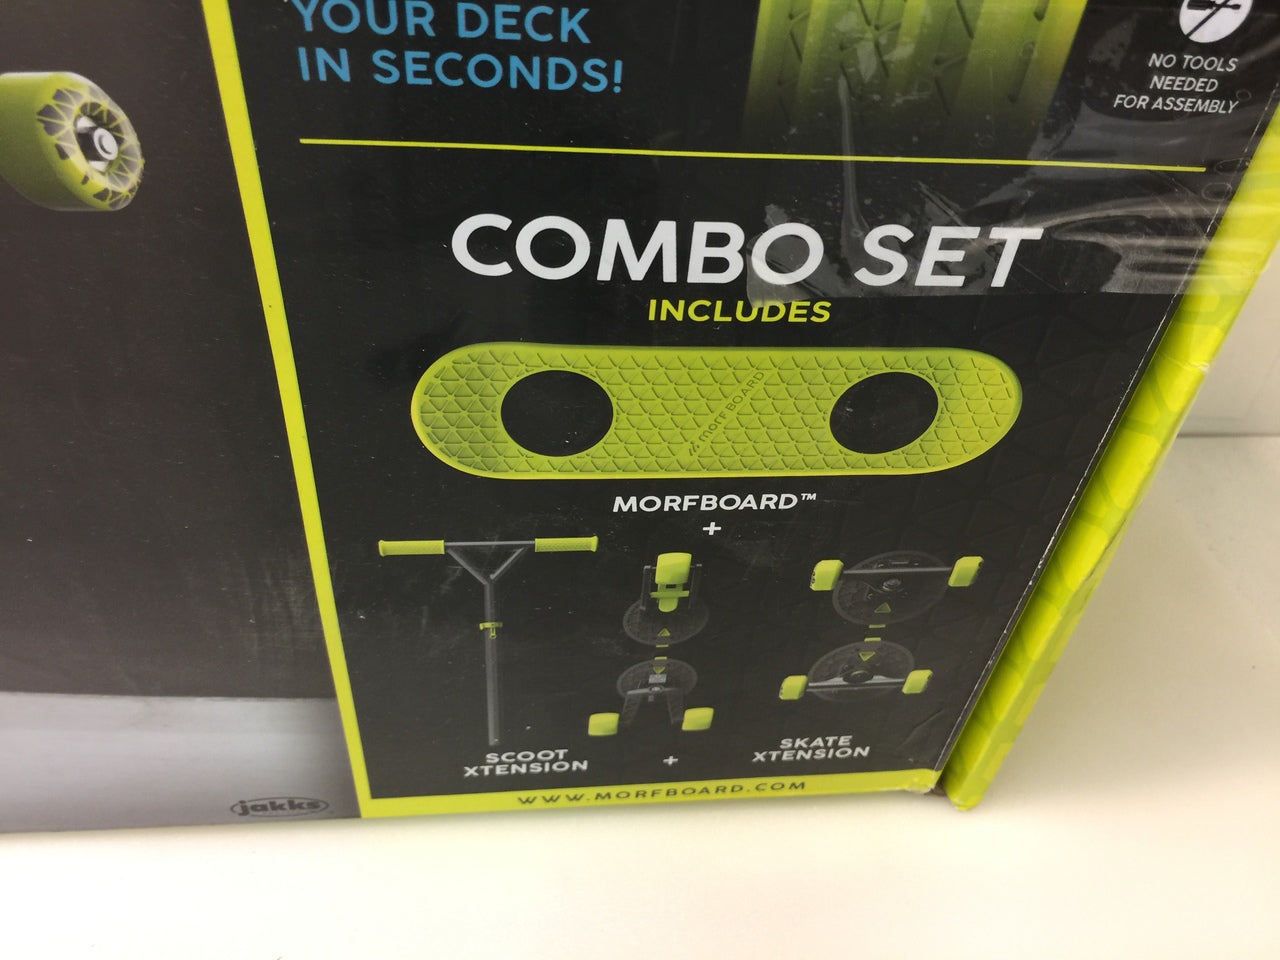 YOUR DECK
IN SECONDS!
NO TOOLS
NEEDED
FOR ASSEMBLY
COMBO SET
INCLUDES
morf BOARD
MORFBOARD™
+
SCOOT
XTENSION
+
SKATE
XTENSION
WWW.MORFBOARD.COM
jakks